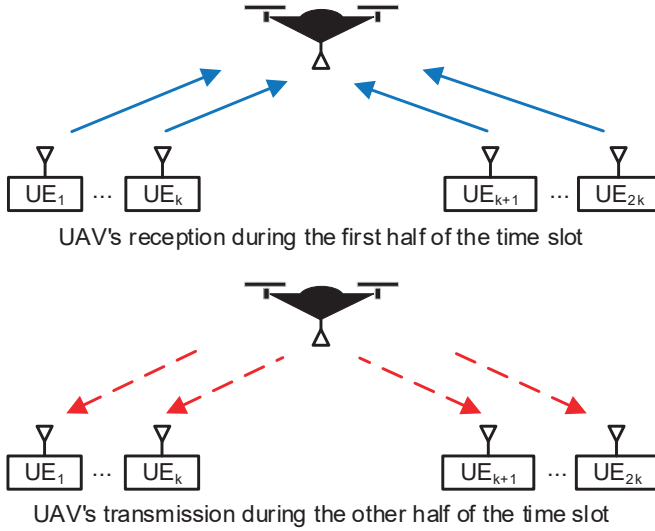 UE₁ ... UEₖ UEₖ₊₁ ... UE₂ₖ
UAV's reception during the first half of the time slot
UE₁ ... UEₖ UEₖ₊₁ ... UE₂ₖ
UAV's transmission during the other half of the time slot